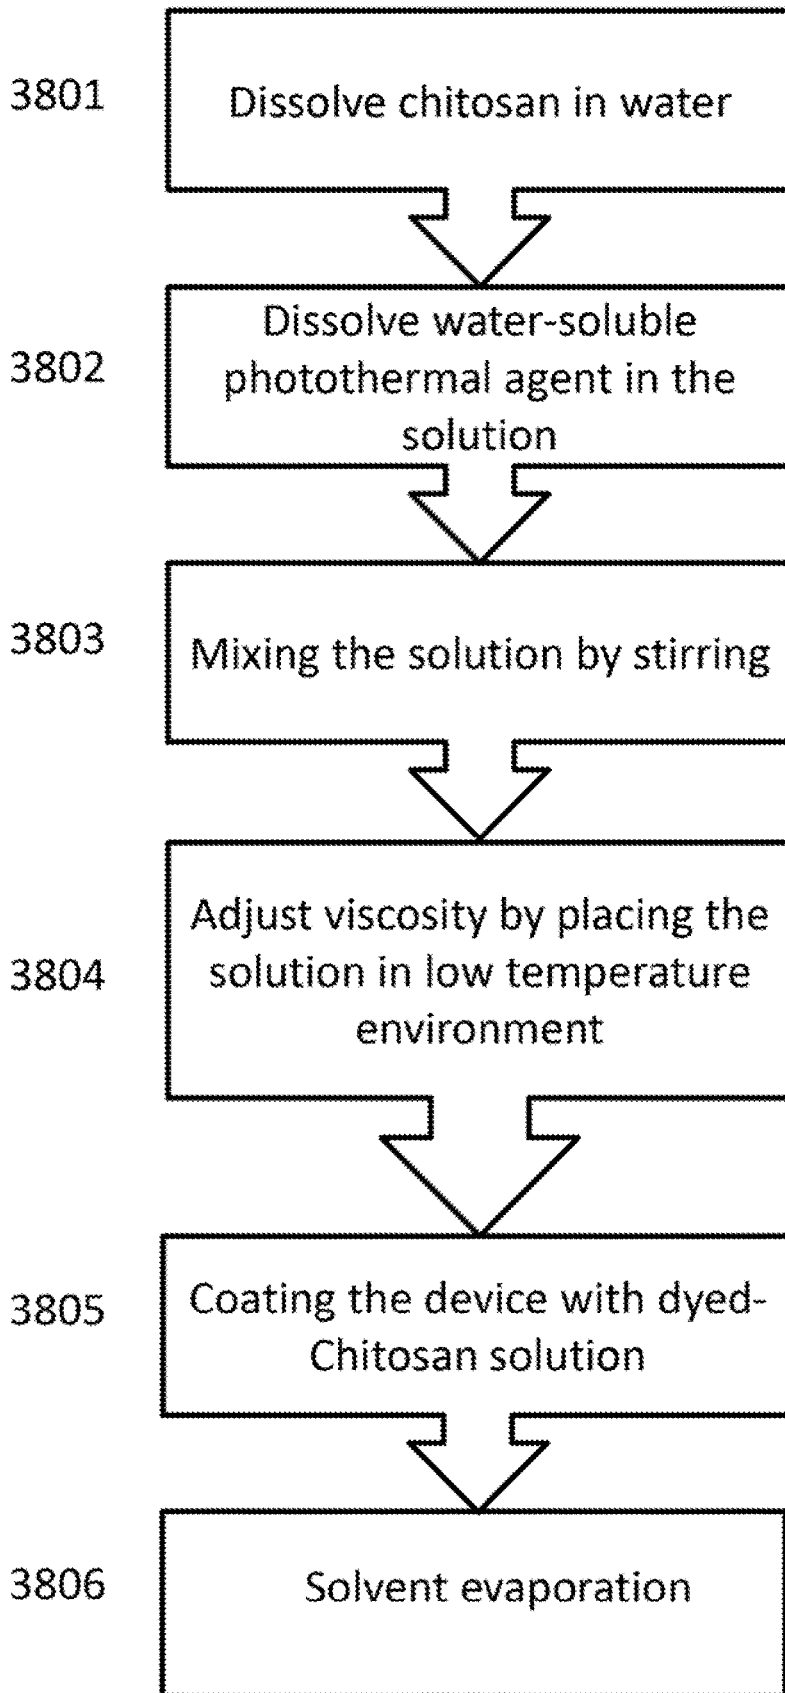 3801
Dissolve chitosan in water
3802
Dissolve water-soluble
photothermal agent in the
solution
3803
Mixing the solution by stirring
3804
Adjust viscosity by placing the
solution in low temperature
environment
3805
Coating the device with dyed-
Chitosan solution
3806
Solvent evaporation